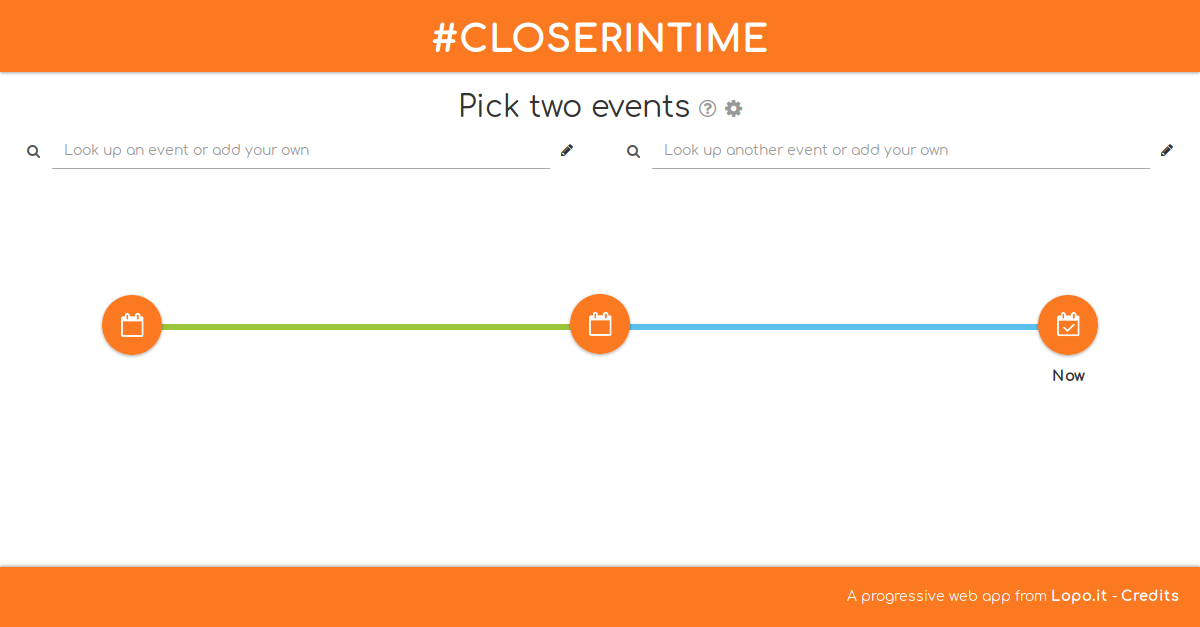 #CLOSERINTIME
Pick two events
Look up an event or add your own
Look up another event or add your own
Now
A progressive web app from Lopo.it - Credits